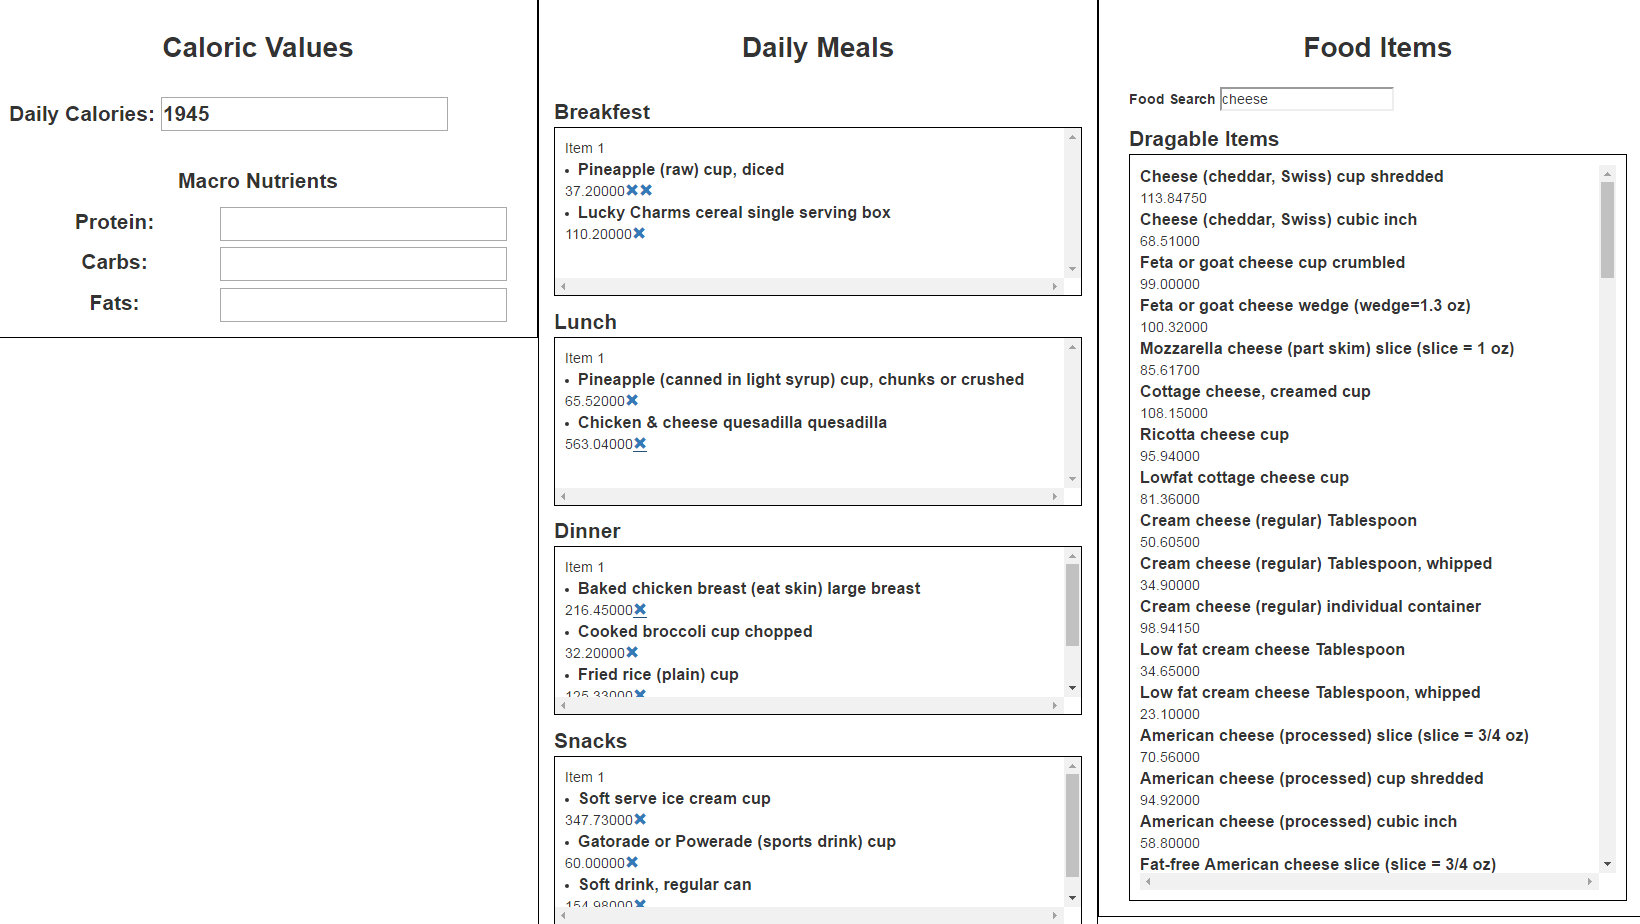 Caloric Values
Daily Calories: 1945
Macro Nutrients
Protein:
Carbs:
Fats:
Daily Meals
Breakfest
Item 1
• Pineapple (raw) cup, diced
37.20000✖✖
• Lucky Charms cereal single serving box
110.20000✖
Lunch
Item 1
• Pineapple (canned in light syrup) cup, chunks or crushed
65.52000✖
• Chicken & cheese quesadilla quesadilla
563.04000✖
Dinner
Item 1
• Baked chicken breast (eat skin) large breast
216.45000✖
• Cooked broccoli cup chopped
32.20000✖
• Fried rice (plain) cup
125.33000✖
Snacks
Item 1
• Soft serve ice cream cup
347.73000✖
• Gatorade or Powerade (sports drink) cup
60.00000✖
• Soft drink, regular can
154.98000✖
Food Items
Food Search cheese
Dragable Items
Cheese (cheddar, Swiss) cup shredded
113.84750
Cheese (cheddar, Swiss) cubic inch
68.51000
Feta or goat cheese cup crumbled
99.00000
Feta or goat cheese wedge (wedge=1.3 oz)
100.32000
Mozzarella cheese (part skim) slice (slice = 1 oz)
85.61700
Cottage cheese, creamed cup
108.15000
Ricotta cheese cup
95.94000
Lowfat cottage cheese cup
81.36000
Cream cheese (regular) Tablespoon
50.60500
Cream cheese (regular) Tablespoon, whipped
34.90000
Cream cheese (regular) individual container
98.94150
Low fat cream cheese Tablespoon
34.65000
Low fat cream cheese Tablespoon, whipped
23.10000
American cheese (processed) slice (slice = 3/4 oz)
70.56000
American cheese (processed) cup shredded
94.92000
American cheese (processed) cubic inch
58.80000
Fat-free American cheese slice (slice = 3/4 oz)